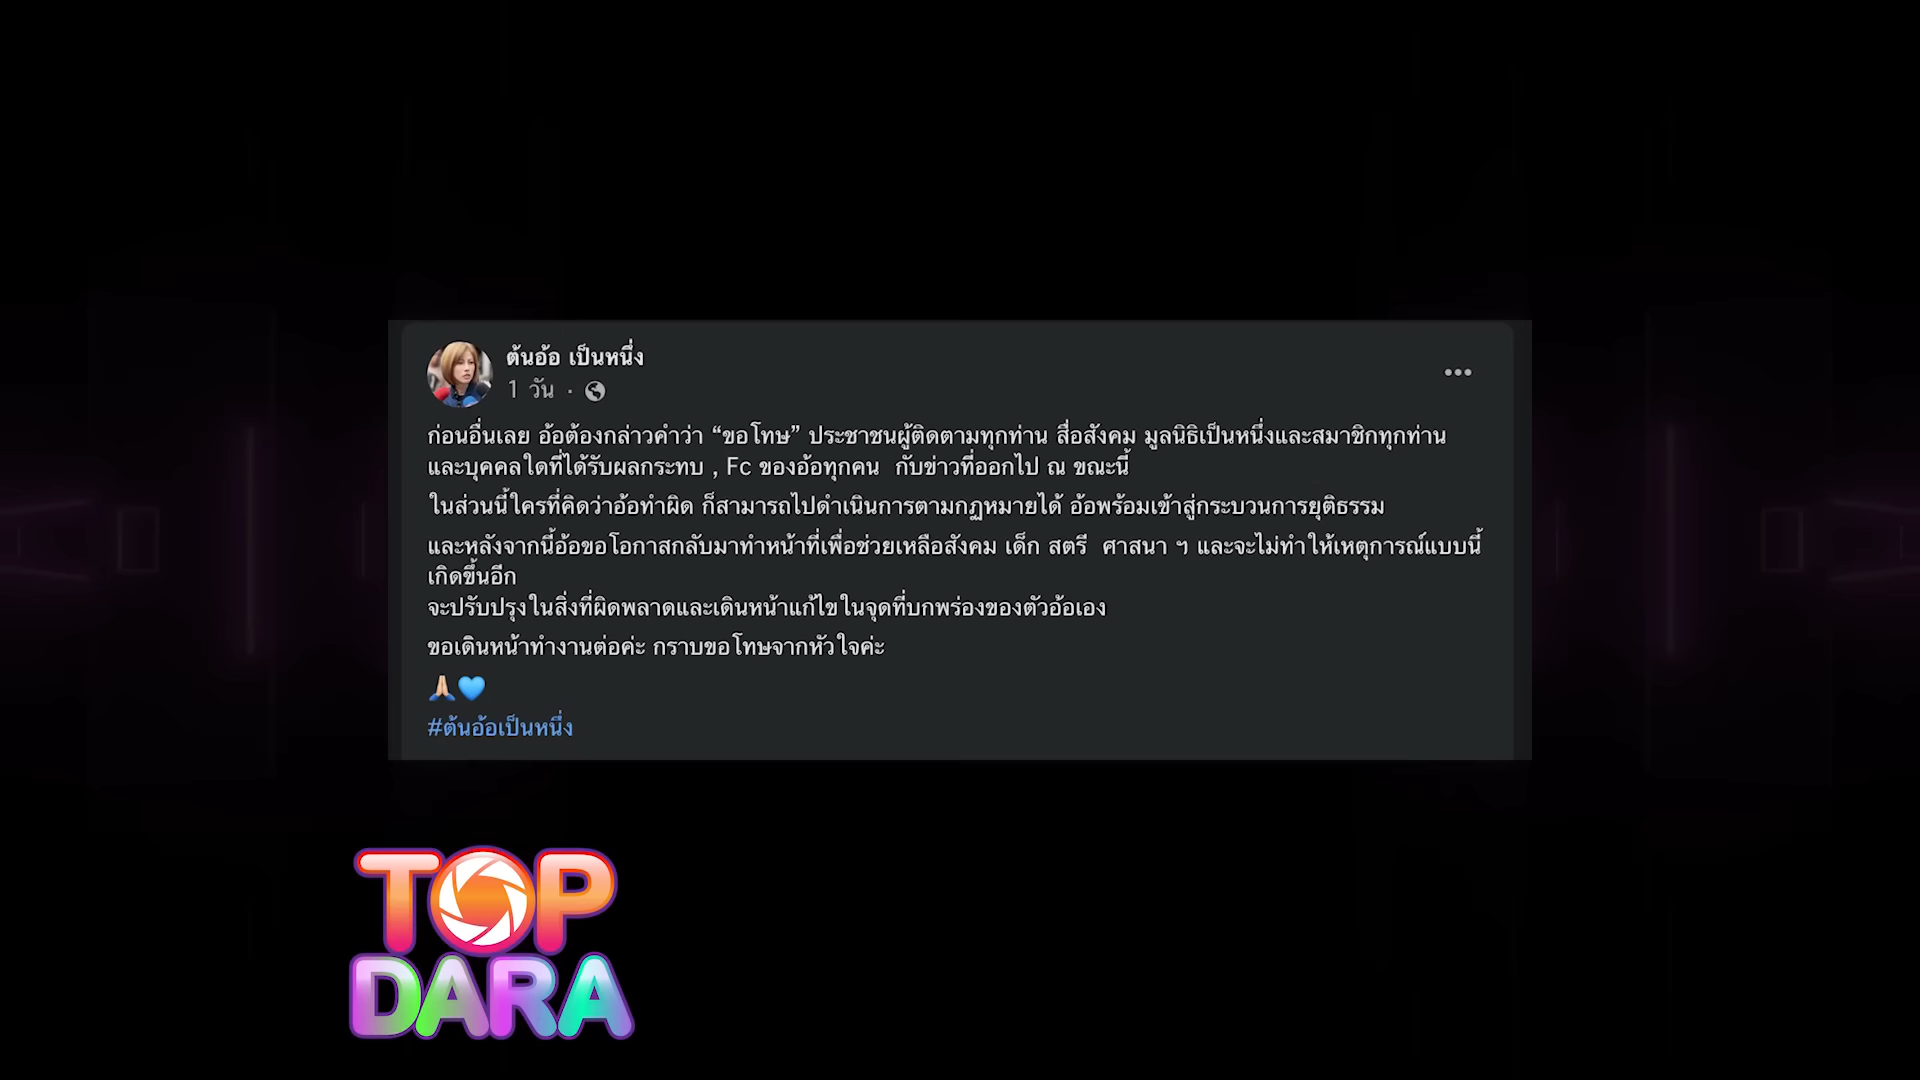 ต้นอ้อ เป็นหนึ่ง
1 วัน ·
ก่อนอื่นเลย อ้อต้องกล่าวคำว่า “ขอโทษ” ประชาชนผู้ติดตามทุกท่าน สื่อสังคม มูลนิธิเป็นหนึ่งและสมาชิกทุกท่าน
และบุคคลใดที่ได้รับผลกระทบ , Fc ของอ้อทุกคน กับข่าวที่ออกไป ณ ขณะนี้
ในส่วนนี้ใครที่คิดว่าอ้อทำผิด ก็สามารถไปดำเนินการตามกฏหมายได้ อ้อพร้อมเข้าสู่กระบวนการยุติธรรม
และหลังจากนี้อ้อขอโอกาสกลับมาทำหน้าที่เพื่อช่วยเหลือสังคม เด็ก สตรี ศาสนา ฯ และจะไม่ทำให้เหตุการณ์แบบนี้
เกิดขึ้นอีก
จะปรับปรุงในสิ่งที่ผิดพลาดและเดินหน้าแก้ไขในจุดที่บกพร่องของตัวอ้อเอง
ขอเดินหน้าทำงานต่อค่ะ กราบขอโทษจากหัวใจค่ะ
🙏🏻💙
#ต้นอ้อเป็นหนึ่ง
TOP
DARA